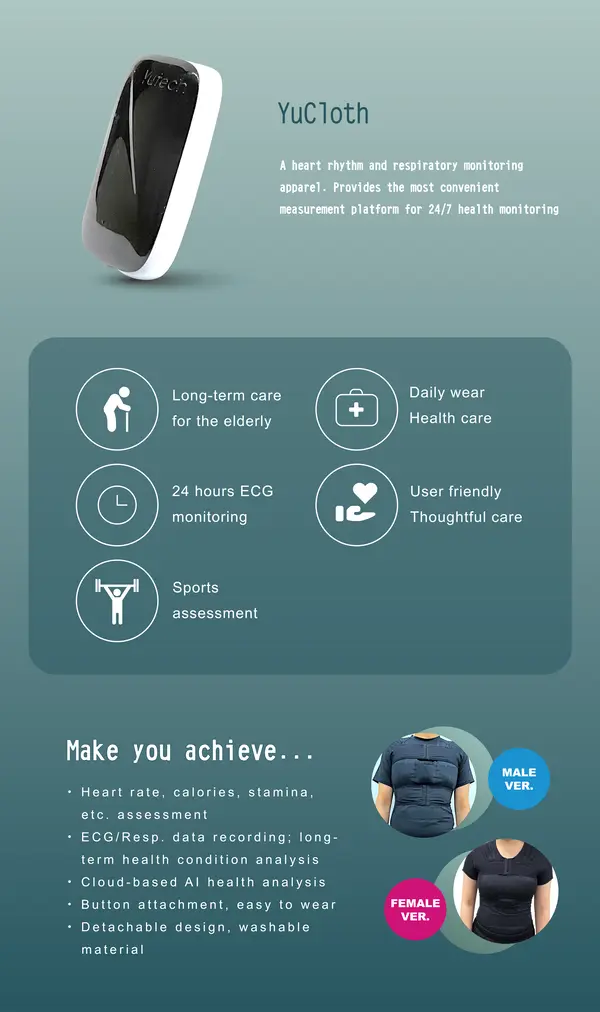 Yutech
YuCloth
A heart rhythm and respiratory monitoring
apparel. Provides the most convenient
measurement platform for 24/7 health monitoring
Long-term care
for the elderly
Daily wear
Health care
24 hours ECG
monitoring
User friendly
Thoughtful care
Sports
assessment
Make you achieve...
• Heart rate, calories, stamina,
etc. assessment
• ECG/Resp. data recording; long-
term health condition analysis
• Cloud-based AI health analysis
• Button attachment, easy to wear
• Detachable design, washable
material
MALE
VER.
FEMALE
VER.